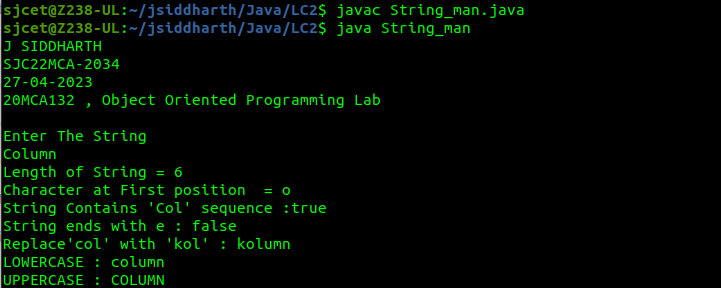 sjcet@Z238-UL:~/jsiddharth/Java/LC2$ javac String_man.java
sjcet@Z238-UL:~/jsiddharth/Java/LC2$ java String_man
J SIDDHARTH
SJC22MCA-2034
27-04-2023
20MCA132 , Object Oriented Programming Lab

Enter The String
Column
Length of String = 6
Character at First position  = o
String Contains 'Col' sequence :true
String ends with e : false
Replace'col' with 'kol' : kolumn
LOWERCASE : column
UPPERCASE : COLUMN